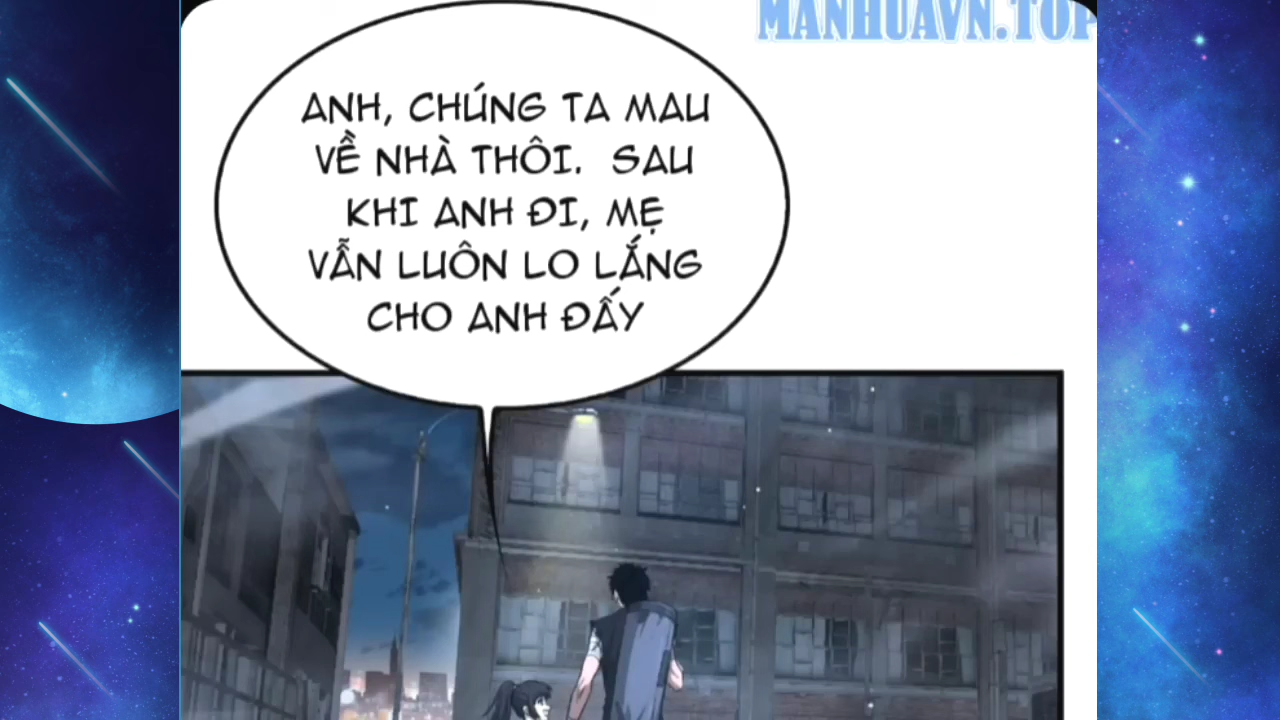 MANHUAVN.TOP
ANH, CHÚNG TA MAU
VỀ NHÀ THÔI. SAU
KHI ANH ĐI, MẸ
VẪN LUÔN LO LẮNG
CHO ANH ĐẤY